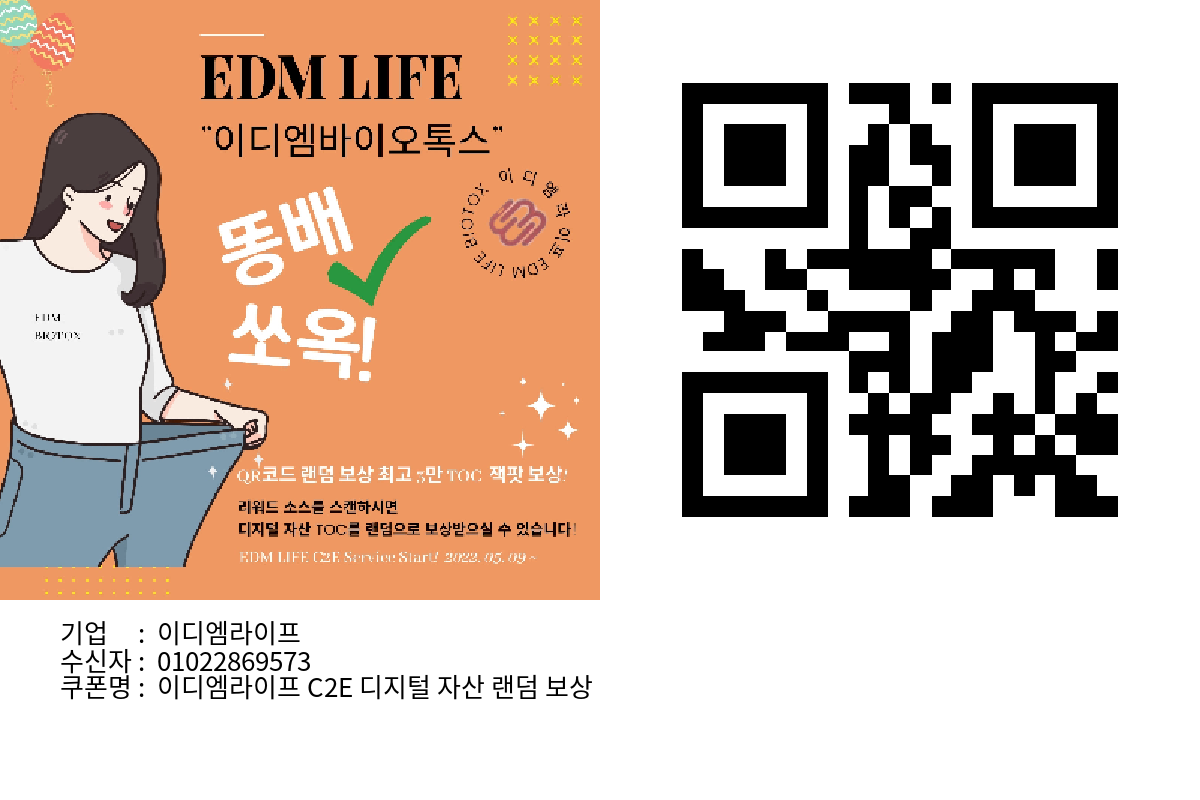 EDM LIFE
"이디엠바이오톡스"
똥배
쏘옥!
이디엠라이프 EDM LIFE BIOTOX
EDM
BIOTOX
QR코드 랜덤 보상 최고 5만 TOC 잭팟 보상!
리워드 소스를 스캔하시면
디지털 자산 TOC를 랜덤으로 보상받으실 수 있습니다!
EDM LIFE C2E Service Start! 2022. 05. 09 ~
기업 : 이디엠라이프
수신자 : 01022869573
쿠폰명 : 이디엠라이프 C2E 디지털 자산 랜덤 보상